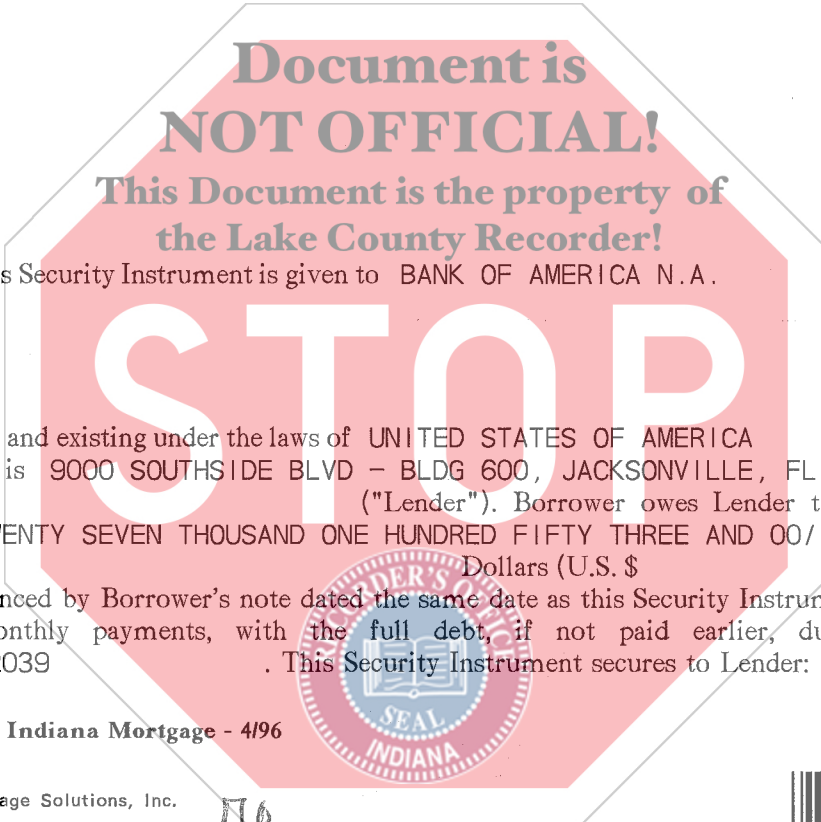 Document is
NOT OFFICIAL!
This Document is the property of
the Lake County Recorder!
s Security Instrument is given to BANK OF AMERICA N.A.
STOP
and existing under the laws of UNITED STATES OF AMERICA
is 9000 SOUTHSIDE BLVD - BLDG 600, JACKSONVILLE, FL
("Lender"). Borrower owes Lender t
ENTY SEVEN THOUSAND ONE HUNDRED FIFTY THREE AND 00/
Dollars (U.S. $
nced by Borrower's note dated the same date as this Security Instrum
onthly payments, with the full debt, if not paid earlier, du
2039 . This Security Instrument secures to Lender:
RECORDER'S OFFICE
SEAL
INDIANA
Indiana Mortgage - 4/96
age Solutions, Inc.